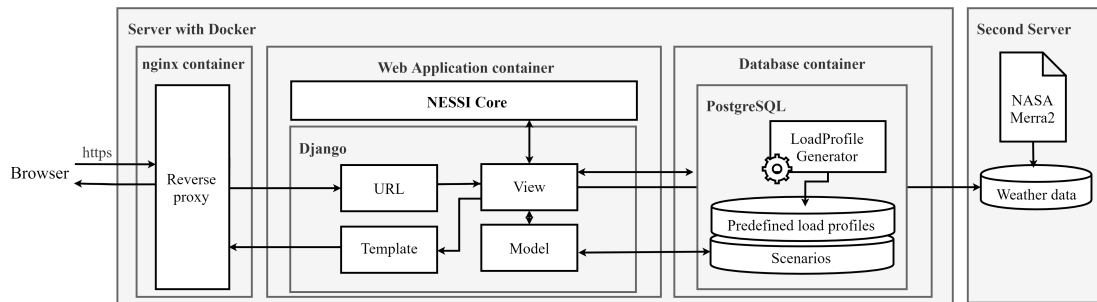 Server with Docker
Second Server
nginx container
Web Application container
Database container
NESSI Core
PostgreSQL
NASA
Merra2
Django
LoadProfile
Generator
https
Browser
Reverse
proxy
URL
View
Weather data
Predefined load profiles
Template
Model
Scenarios